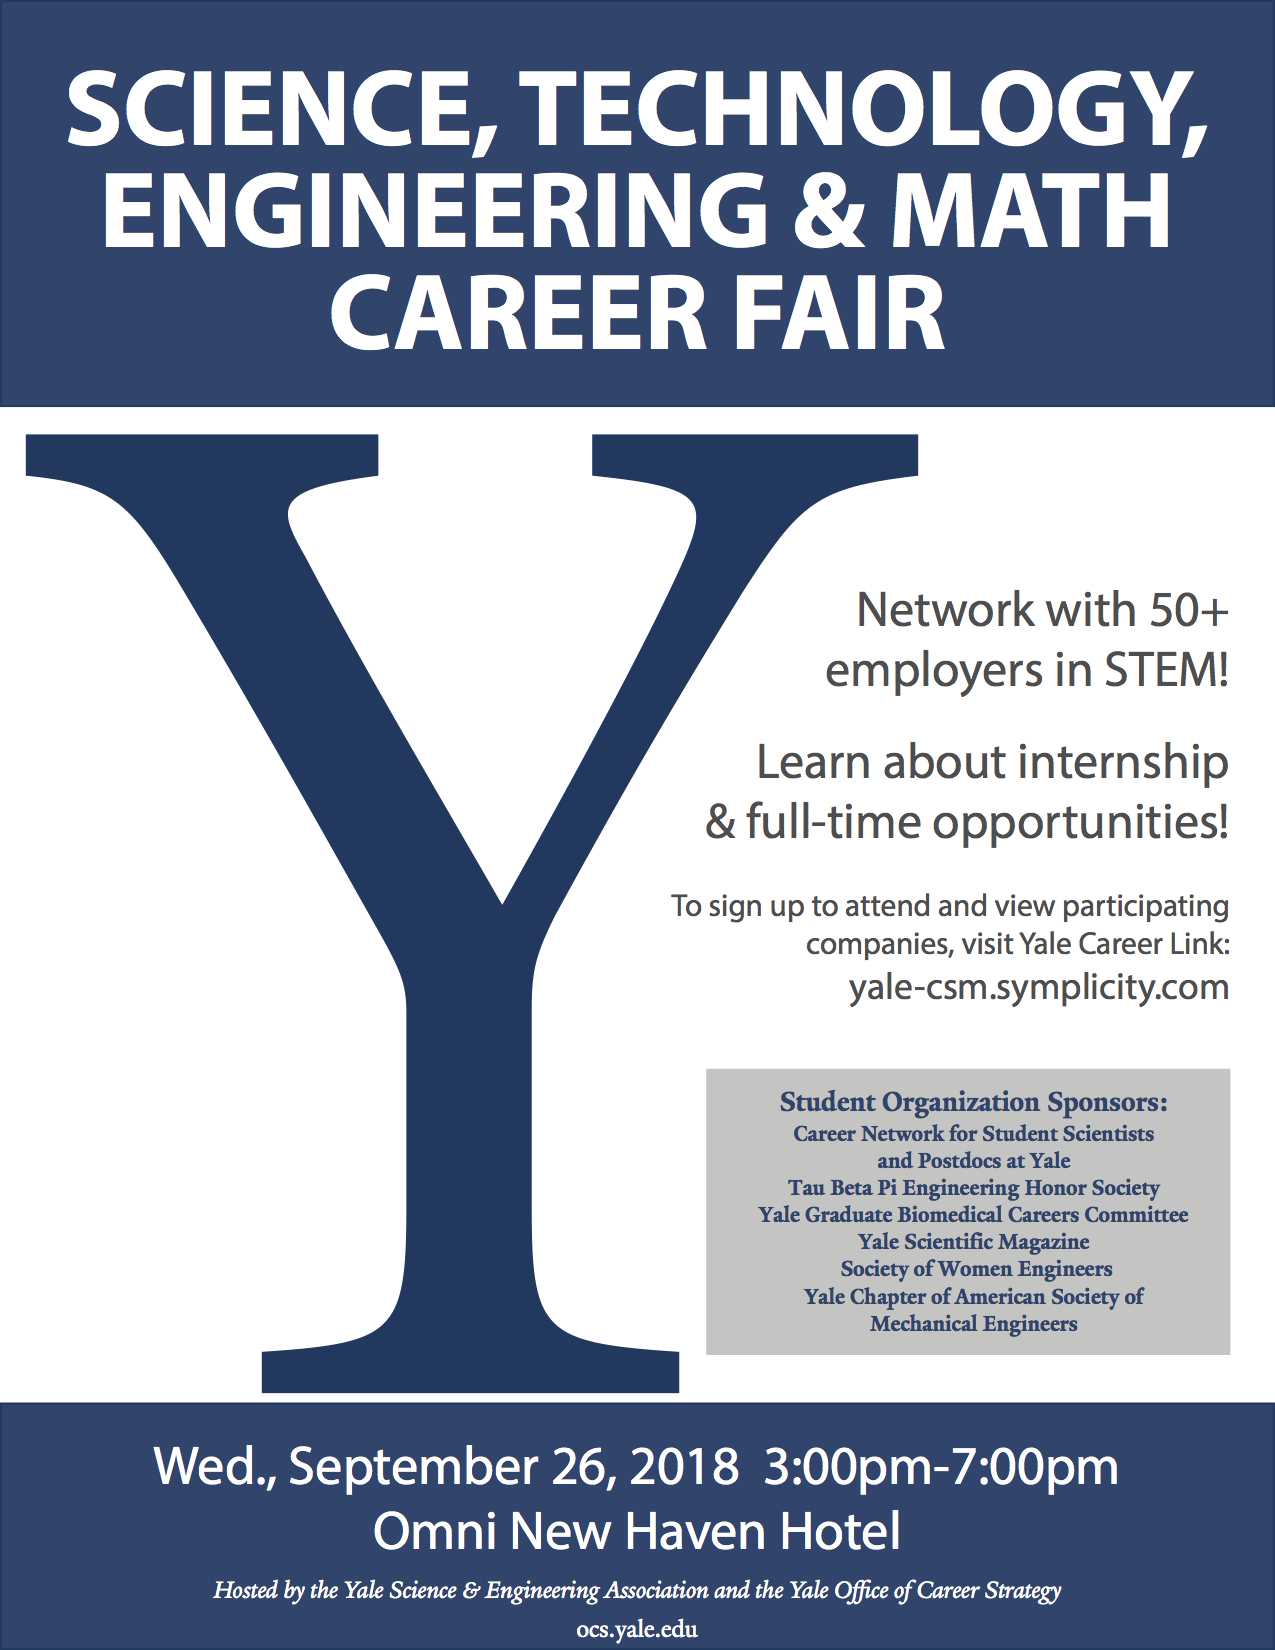 SCIENCE, TECHNOLOGY,
ENGINEERING & MATH
CAREER FAIR
Y
Network with 50+
employers in STEM!
Learn about internship
& full-time opportunities!
To sign up to attend and view participating
companies, visit Yale Career Link:
yale-csm.symplicity.com
Student Organization Sponsors:
Career Network for Student Scientists
and Postdocs at Yale
Tau Beta Pi Engineering Honor Society
Yale Graduate Biomedical Careers Committee
Yale Scientific Magazine
Society of Women Engineers
Yale Chapter of American Society of
Mechanical Engineers
Wed., September 26, 2018 3:00pm-7:00pm
Omni New Haven Hotel
Hosted by the Yale Science & Engineering Association and the Yale Office of Career Strategy
ocs.yale.edu